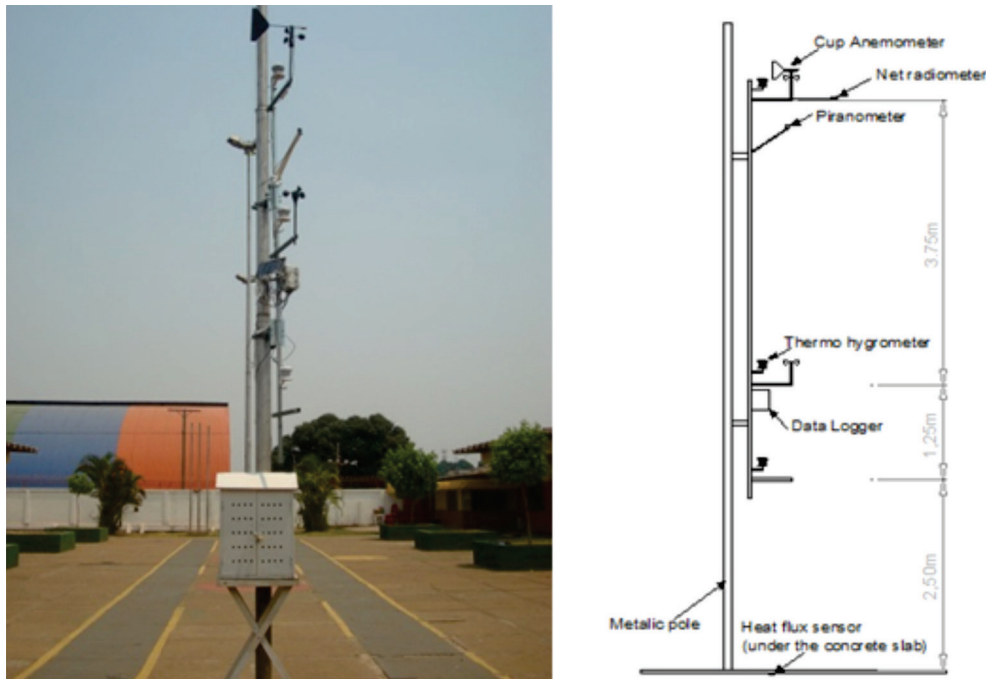 Cup Anemometer
Net radiometer
Piranometer
3.75m
Thermo hygrometer
Data Logger
1,25m
2,50m
Metalic pole
Heat flux sensor
(under the concrete slab)